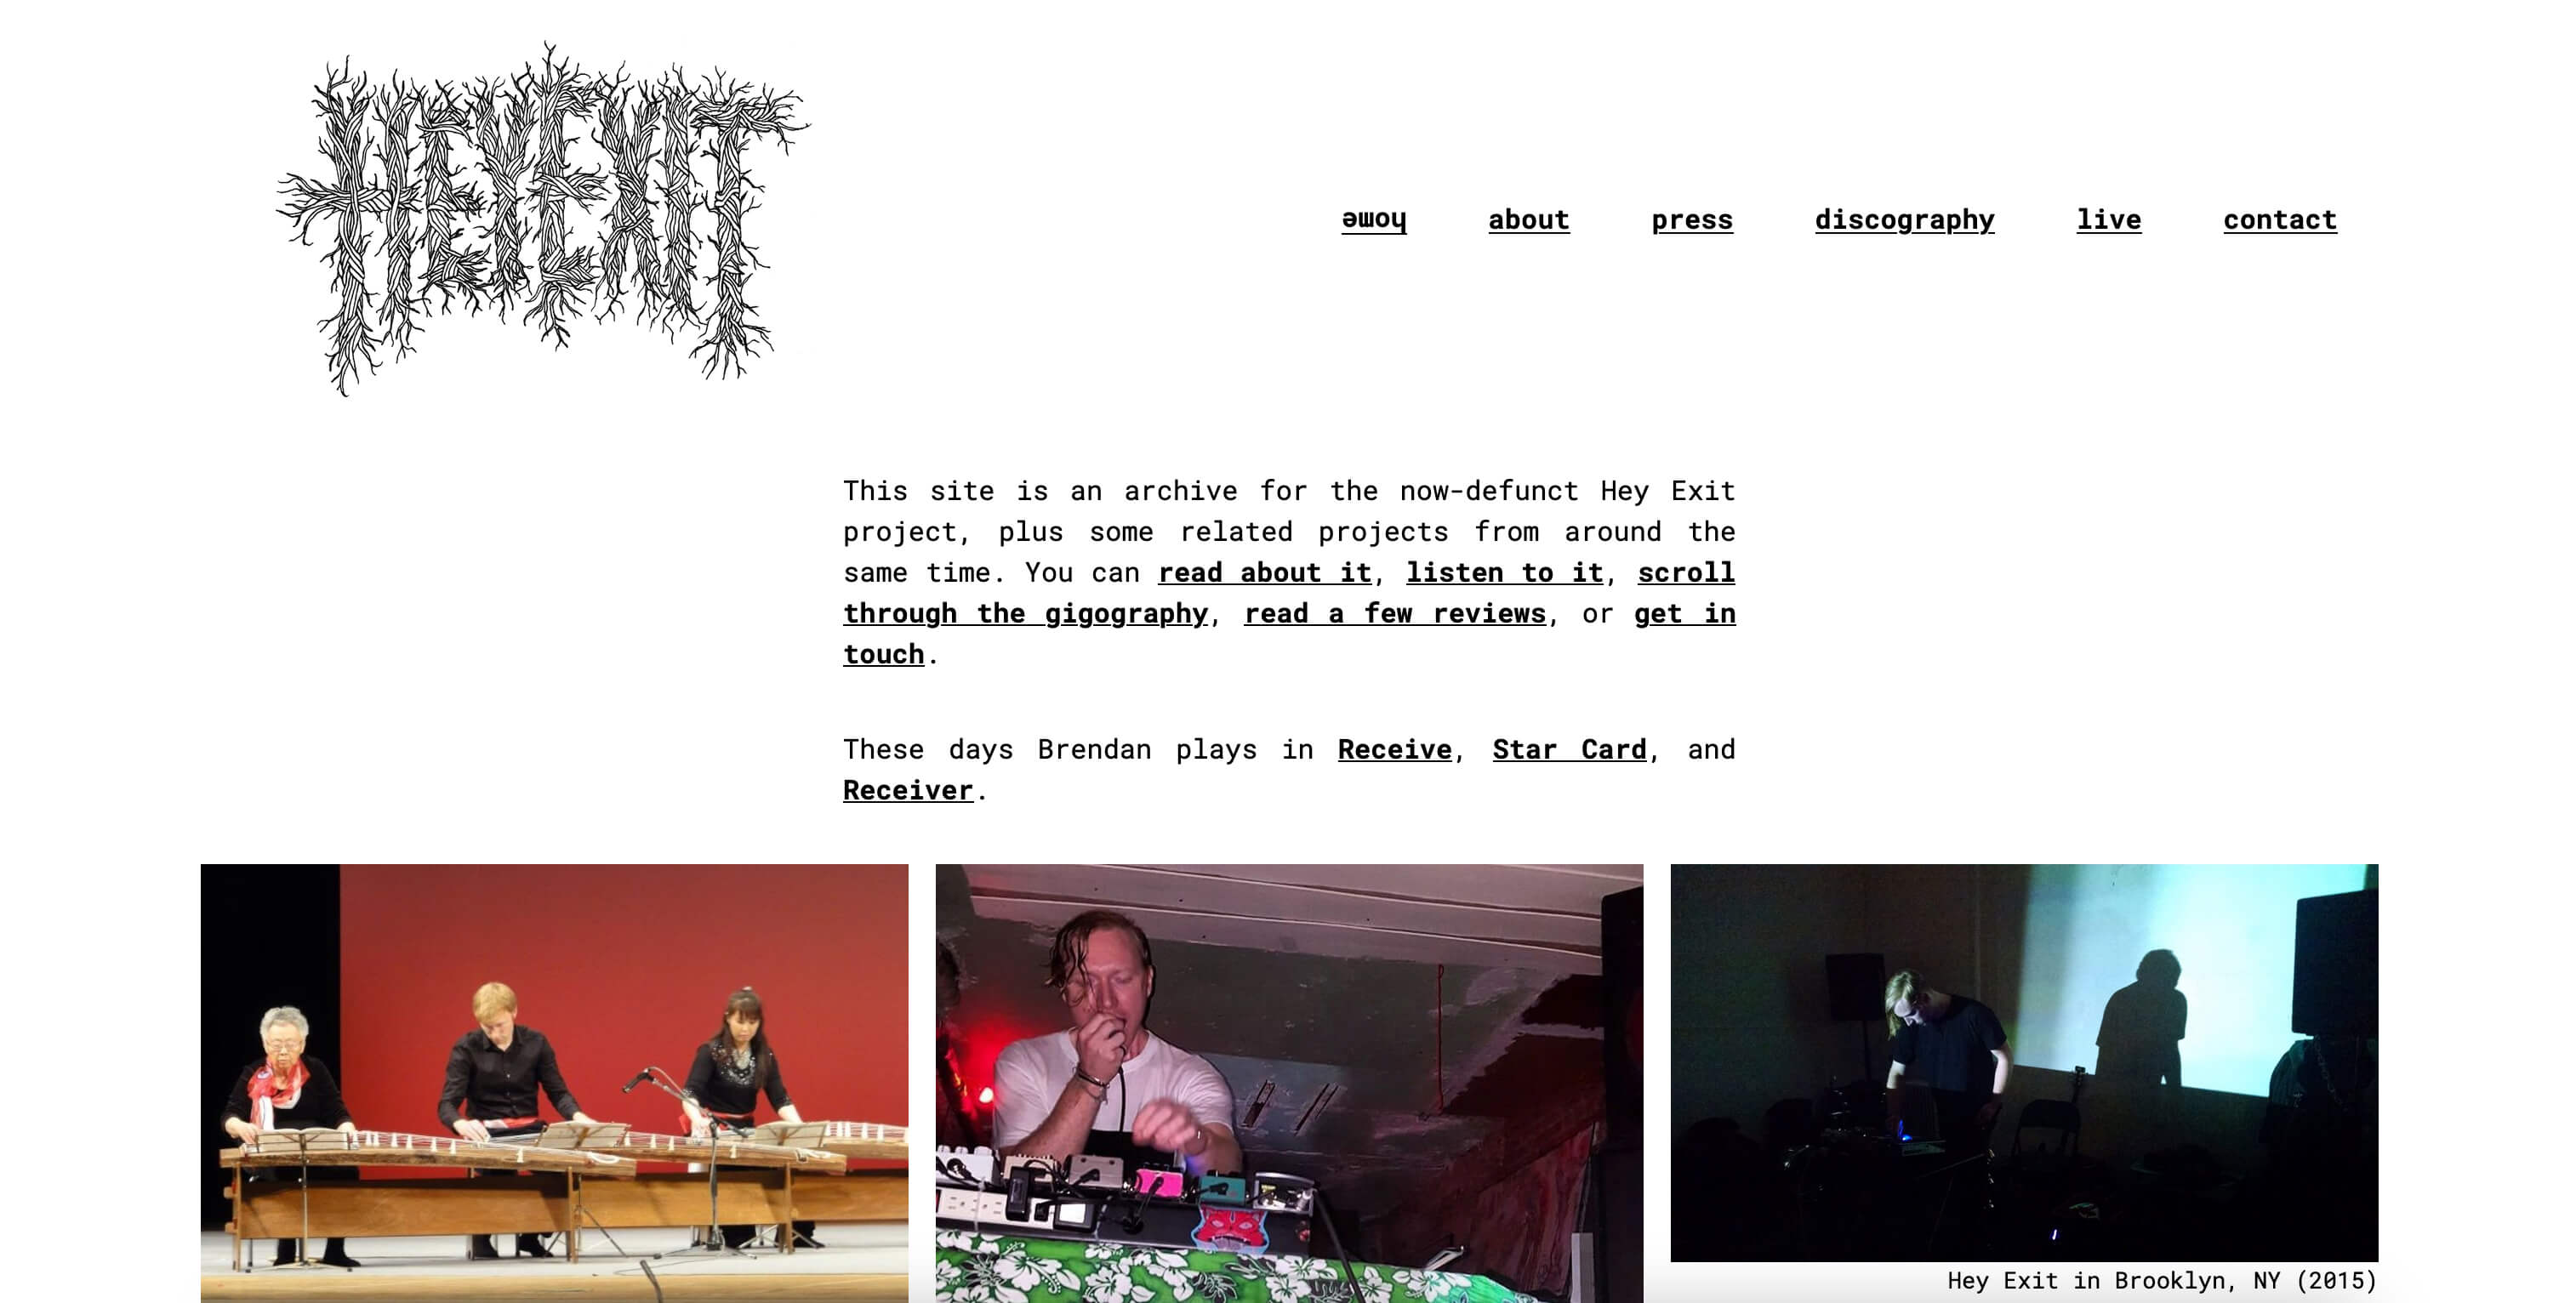 HEY EXIT
home about press discography live contact
This site is an archive for the now-defunct Hey Exit
project, plus some related projects from around the
same time. You can read about it, listen to it, scroll
through the gigography, read a few reviews, or get in
touch.
These days Brendan plays in Receive, Star Card, and
Receiver.
Hey Exit in Brooklyn, NY (2015)